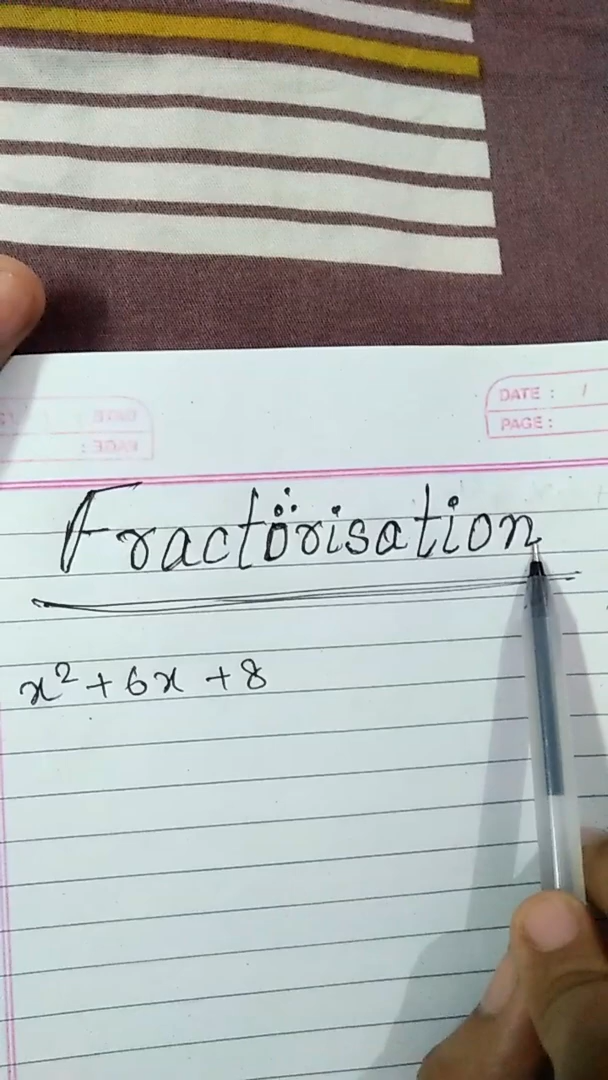 DATE : /
PAGE :
Fractorisation
x² + 6x + 8